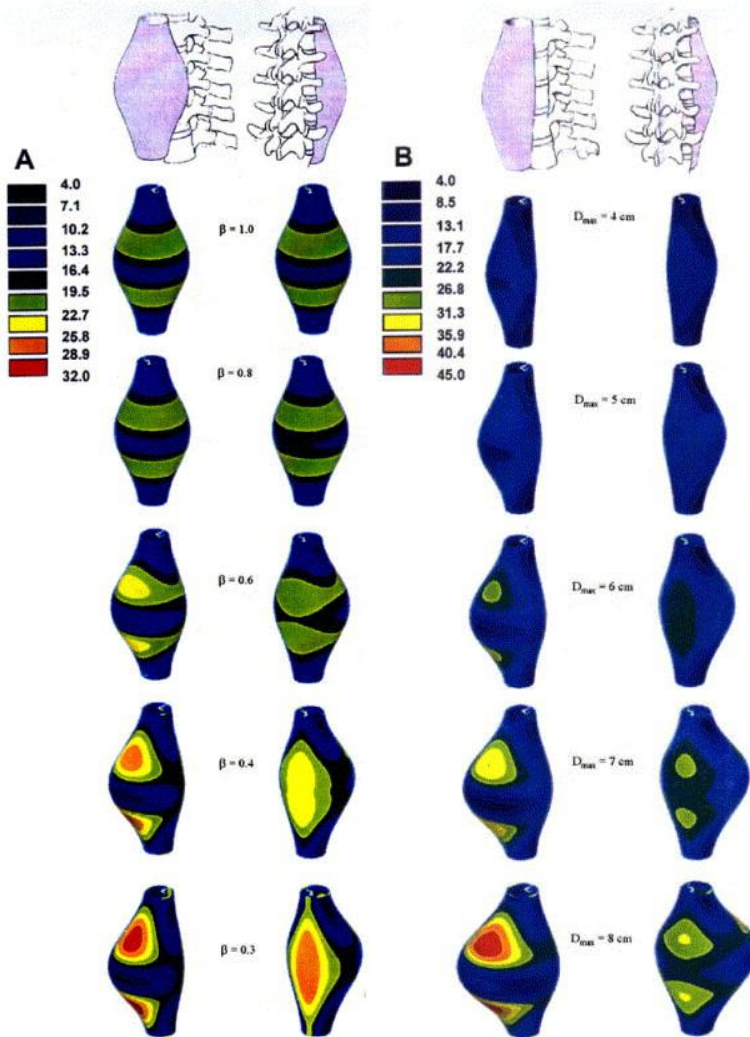 A
4.0
7.1
10.2
13.3
16.4
19.5
22.7
25.8
28.9
32.0
β = 1.0
β = 0.8
β = 0.6
β = 0.4
β = 0.3
B
4.0
8.5
13.1
17.7
22.2
26.8
31.3
35.9
40.4
45.0
Dmax = 4 cm
Dmax = 5 cm
Dmax = 6 cm
Dmax = 7 cm
Dmax = 8 cm